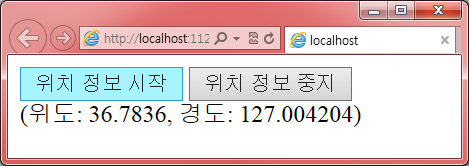 http://localhost:112
localhost
위치 정보 시작 위치 정보 중지
(위도: 36.7836, 경도: 127.004204)